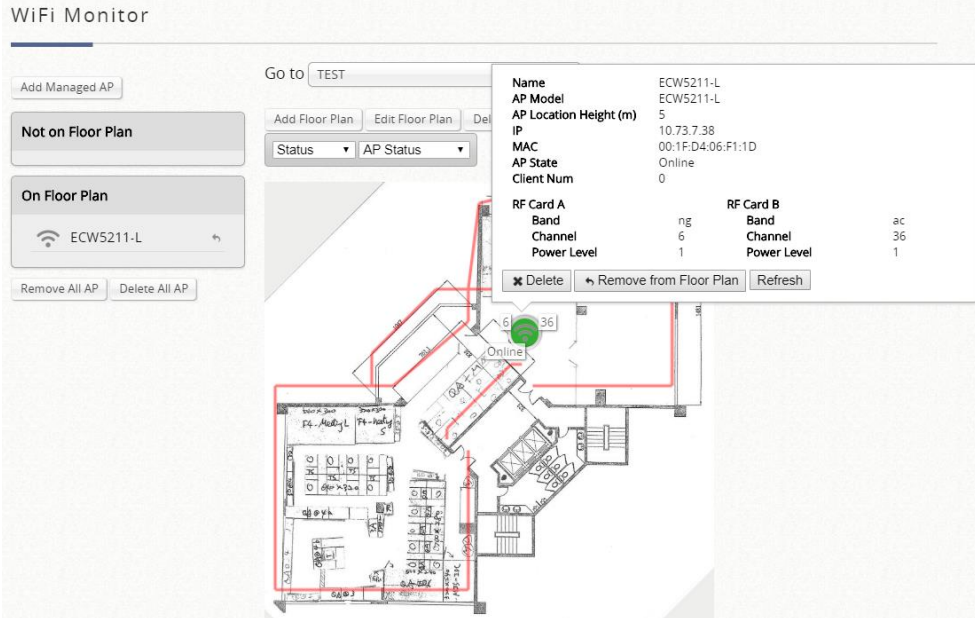 WiFi Monitor
Add Managed AP
Not on Floor Plan
On Floor Plan
ECW5211-L
Remove All AP Delete All AP
Go to TEST
Add Floor Plan Edit Floor Plan Del
Status AP Status
Name ECW5211-L
AP Model ECW5211-L
AP Location Height (m) 5
IP 10.73.7.38
MAC 00:1F:D4:06:F1:1D
AP State Online
Client Num 0
RF Card A RF Card B
Band ng Band ac
Channel 6 Channel 36
Power Level 1 Power Level 1
Delete Remove from Floor Plan Refresh
6 36
Online